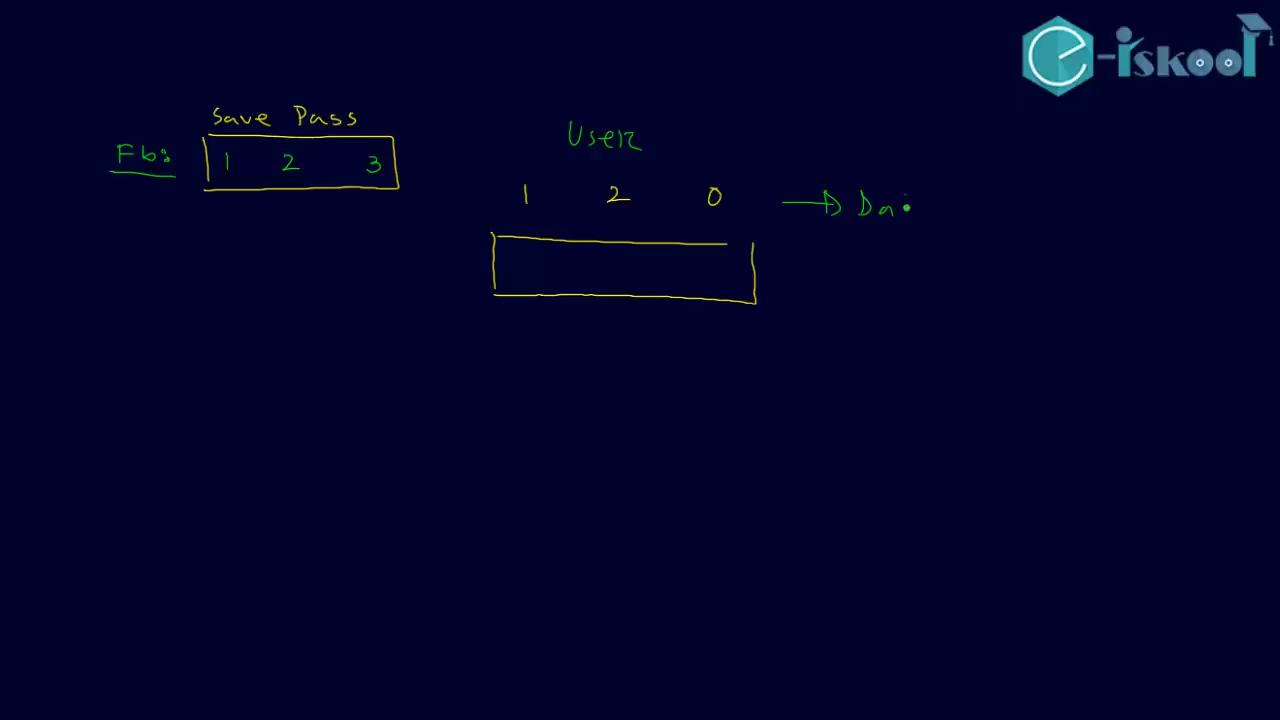 e-iskool
Save Pass
Fb: 1 2 3
User
1 2 0 → Da